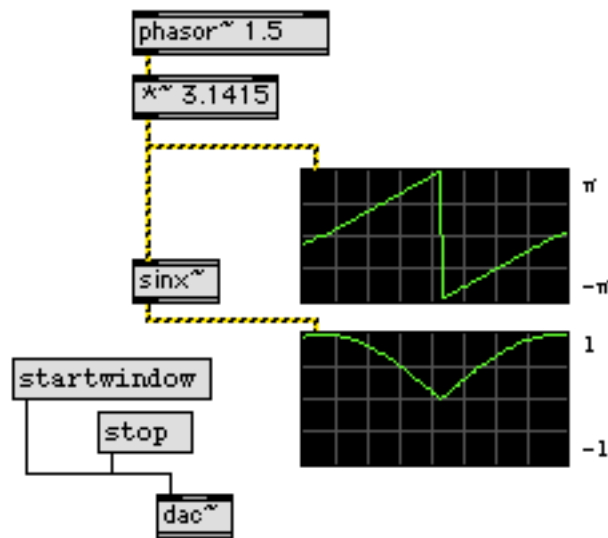 phasor~ 1.5
*~ 3.1415
π
-π
sinx~
1
-1
startwindow
stop
dac~